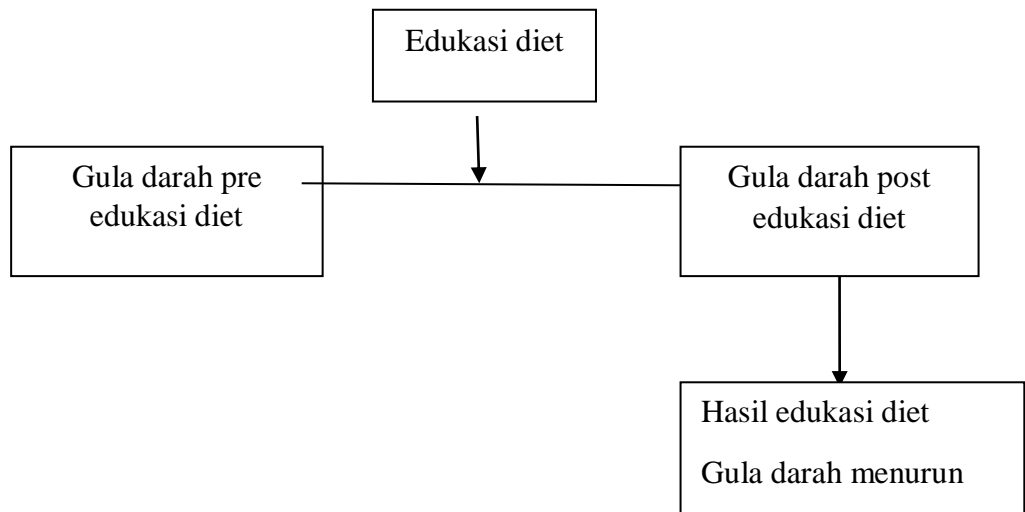 Edukasi diet
Gula darah pre
edukasi diet
Gula darah post
edukasi diet
Hasil edukasi diet
Gula darah menurun